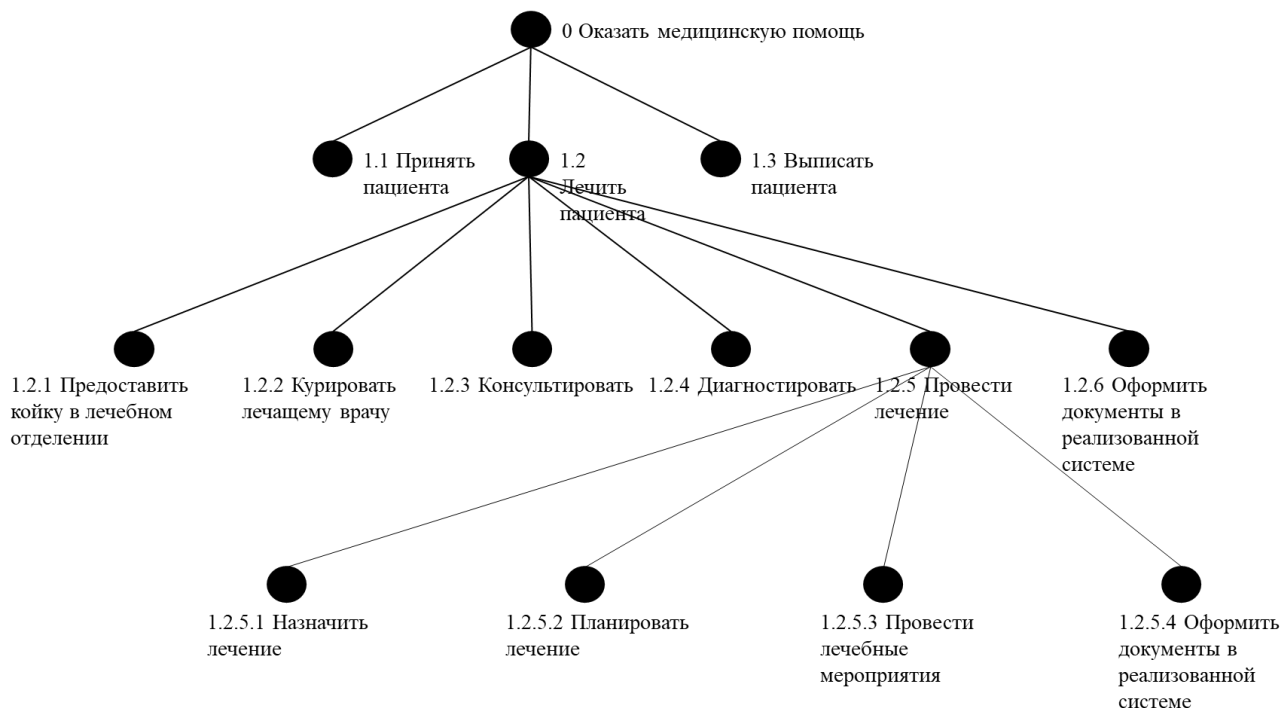 0 Оказать медицинскую помощь
1.1 Принять
пациента
1.2
Лечить
пациента
1.3 Выписать
пациента
1.2.1 Предоставить
койку в лечебном
отделении
1.2.2 Курировать
лечащему врачу
1.2.3 Консультировать
1.2.4 Диагностировать
1.2.5 Провести
лечение
1.2.6 Оформить
документы в
реализованной
системе
1.2.5.1 Назначить
лечение
1.2.5.2 Планировать
лечение
1.2.5.3 Провести
лечебные
мероприятия
1.2.5.4 Оформить
документы в
реализованной
системе